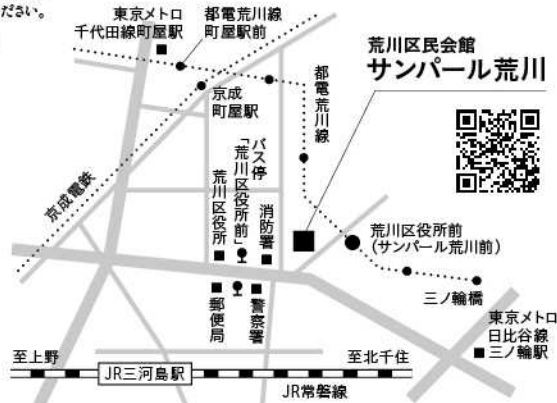 ださい。
東京メトロ
千代田線町屋駅
都電荒川線
町屋駅前
荒川区民会館
サンパール荒川
京成
町屋駅
都電荒川線
京成電鉄
荒川区役所
バス停
「荒川区役所前」
消防署
荒川区役所前
(サンパール荒川前)
郵便局
警察署
三ノ輪橋
東京メトロ
日比谷線
三ノ輪駅
至上野
至北千住
JR三河島駅
JR常磐線